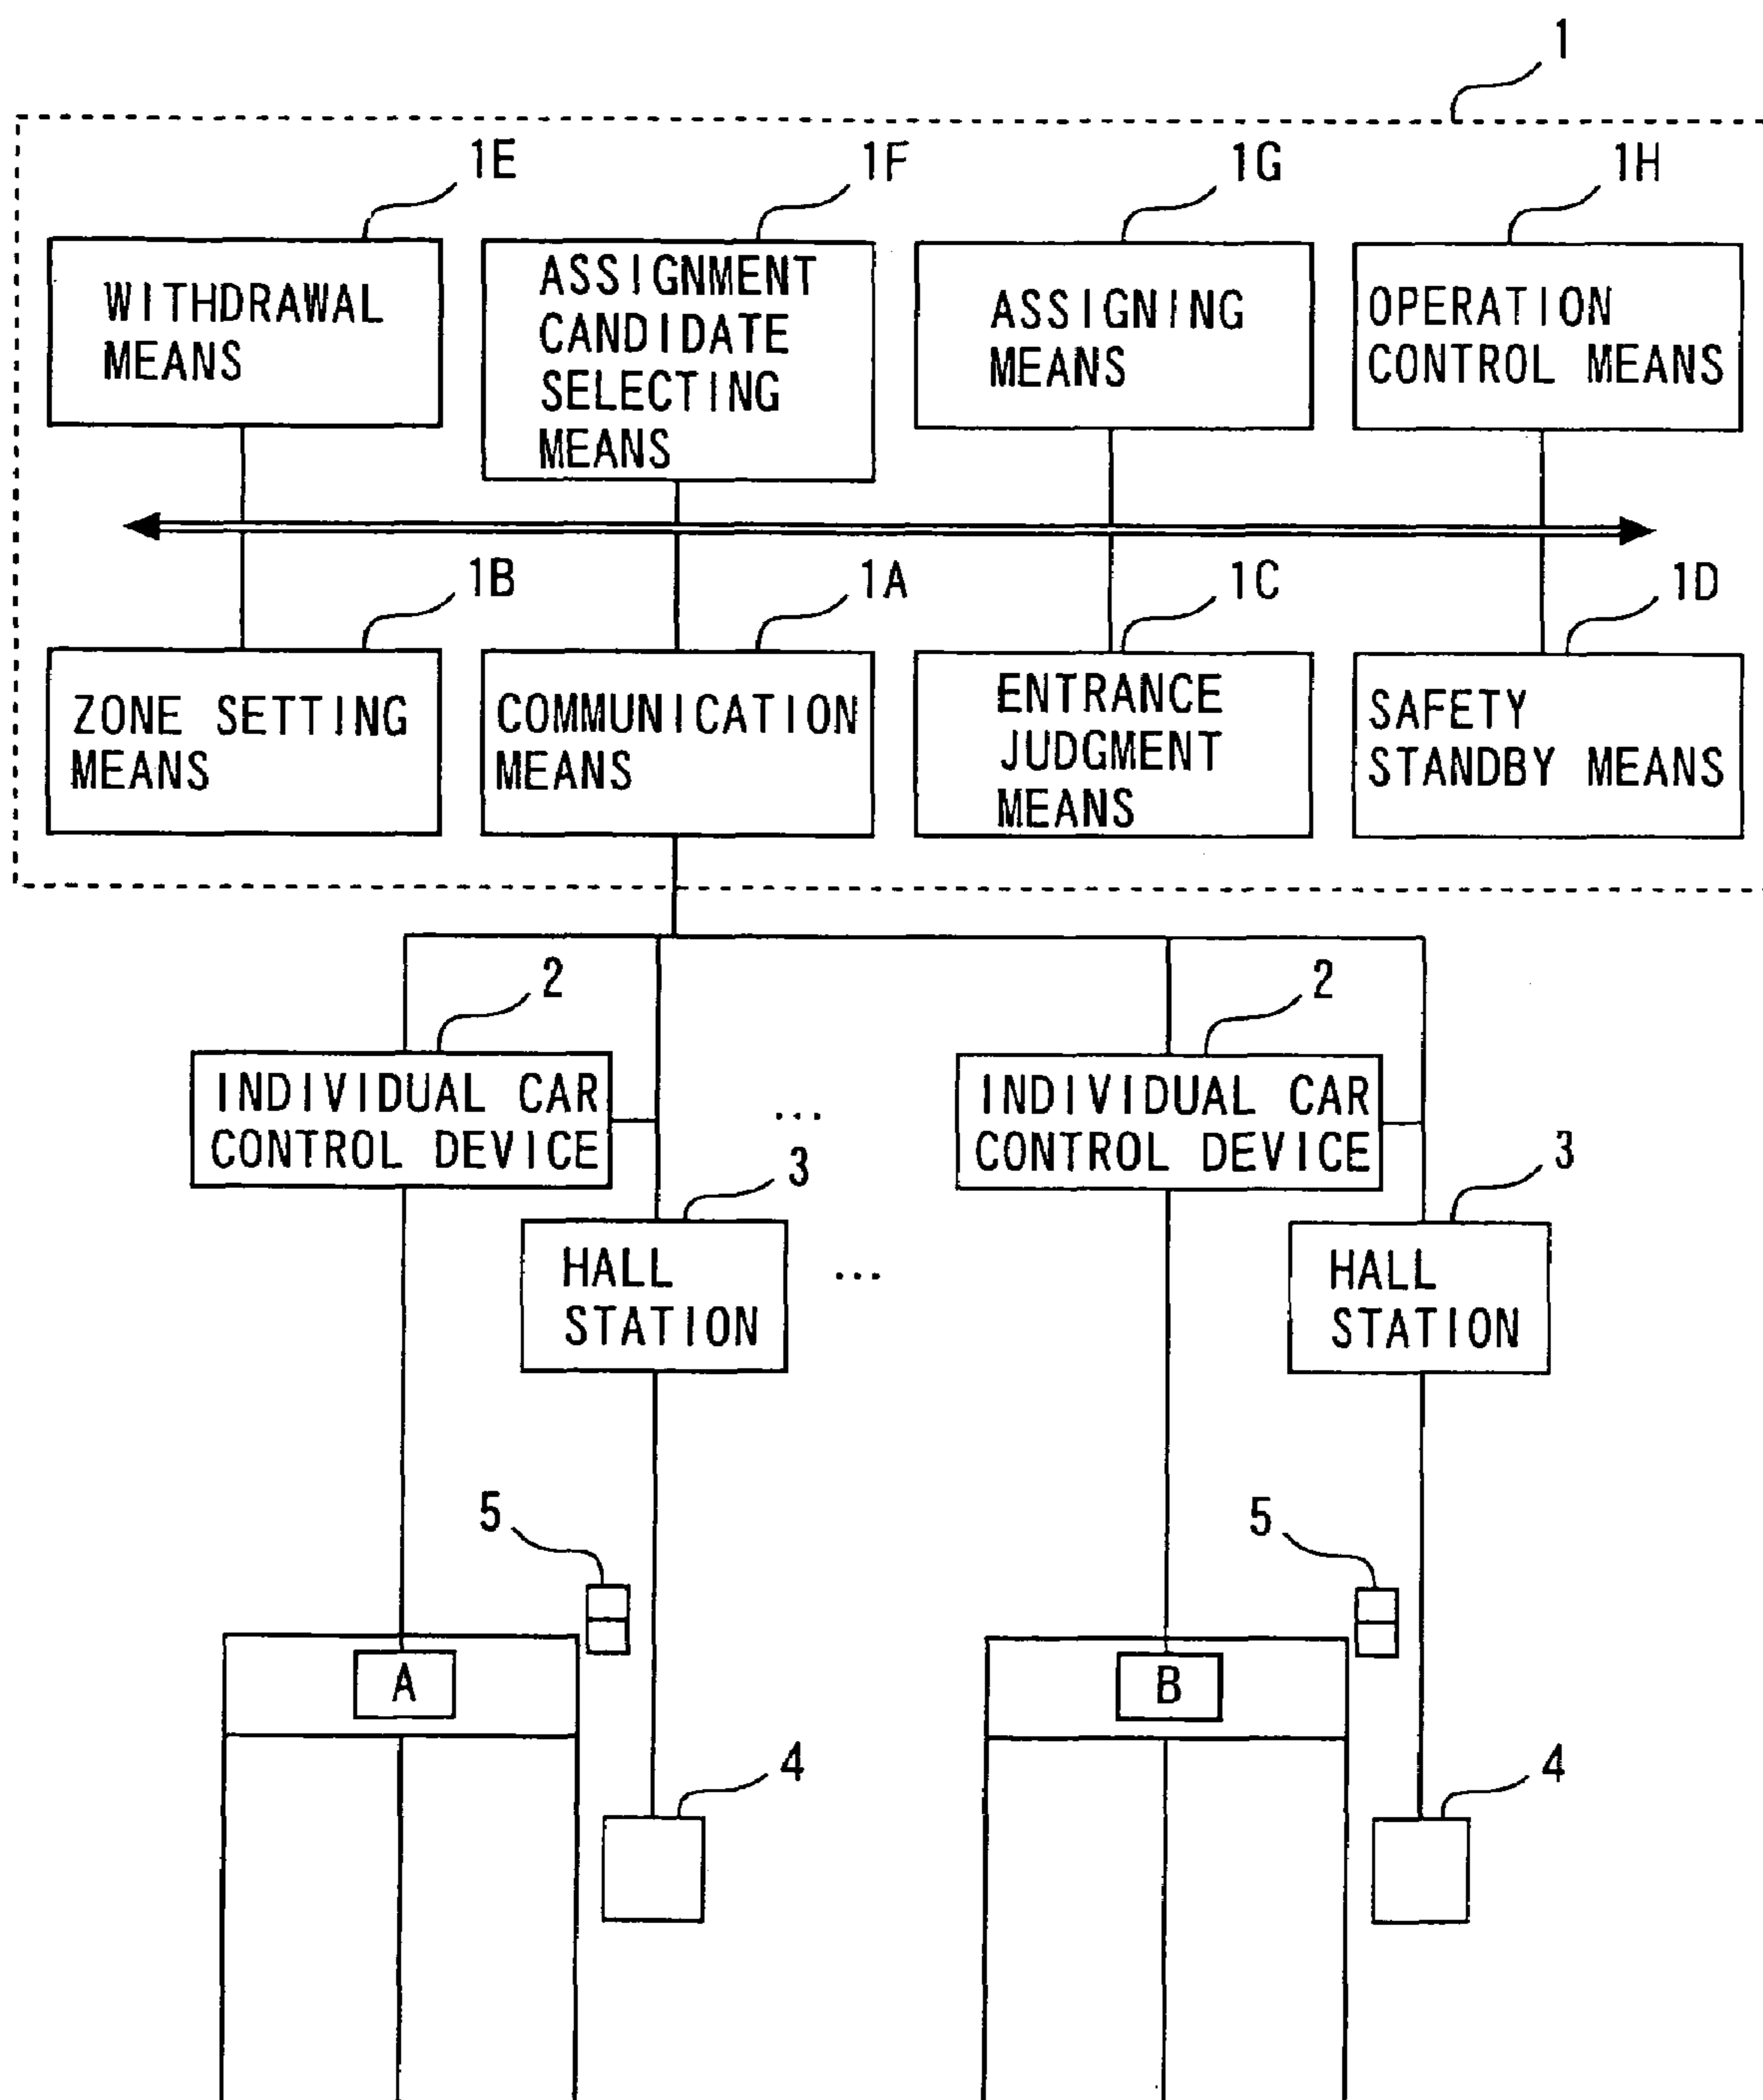 1
1E
1F
1G
1H
WITHDRAWAL
MEANS
ASSIGNMENT
CANDIDATE
SELECTING
MEANS
ASSIGNING
MEANS
OPERATION
CONTROL MEANS
1B
1A
1C
1D
ZONE SETTING
MEANS
COMMUNICATION
MEANS
ENTRANCE
JUDGMENT
MEANS
SAFETY
STANDBY MEANS
2
2
INDIVIDUAL CAR
CONTROL DEVICE
...
INDIVIDUAL CAR
CONTROL DEVICE
3
3
HALL
STATION
...
HALL
STATION
5
5
A
B
4
4